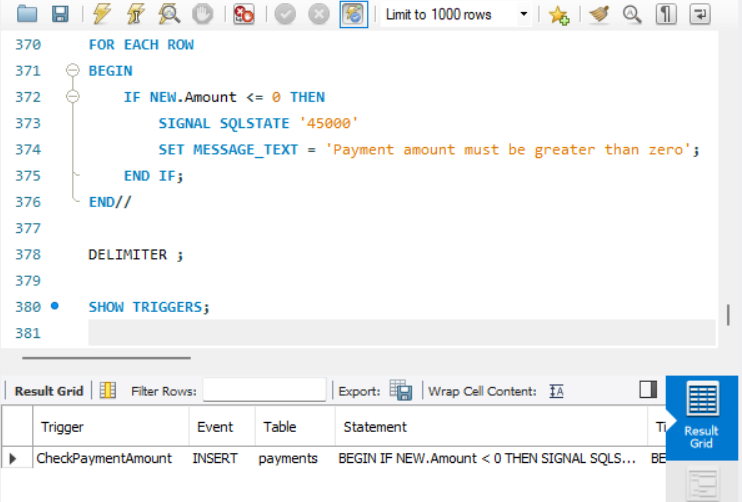 Limit to 1000 rows
370 FOR EACH ROW
371 BEGIN
372 IF NEW.Amount <= 0 THEN
373 SIGNAL SQLSTATE '45000'
374 SET MESSAGE_TEXT = 'Payment amount must be greater than zero';
375 END IF;
376 END//
377
378 DELIMITER ;
379
380 SHOW TRIGGERS;
381
Result Grid Filter Rows: Export: Wrap Cell Content: IA
Trigger Event Table Statement Ti
CheckPaymentAmount INSERT payments BEGIN IF NEW.Amount < 0 THEN SIGNAL SQLS... BE
Result
Grid